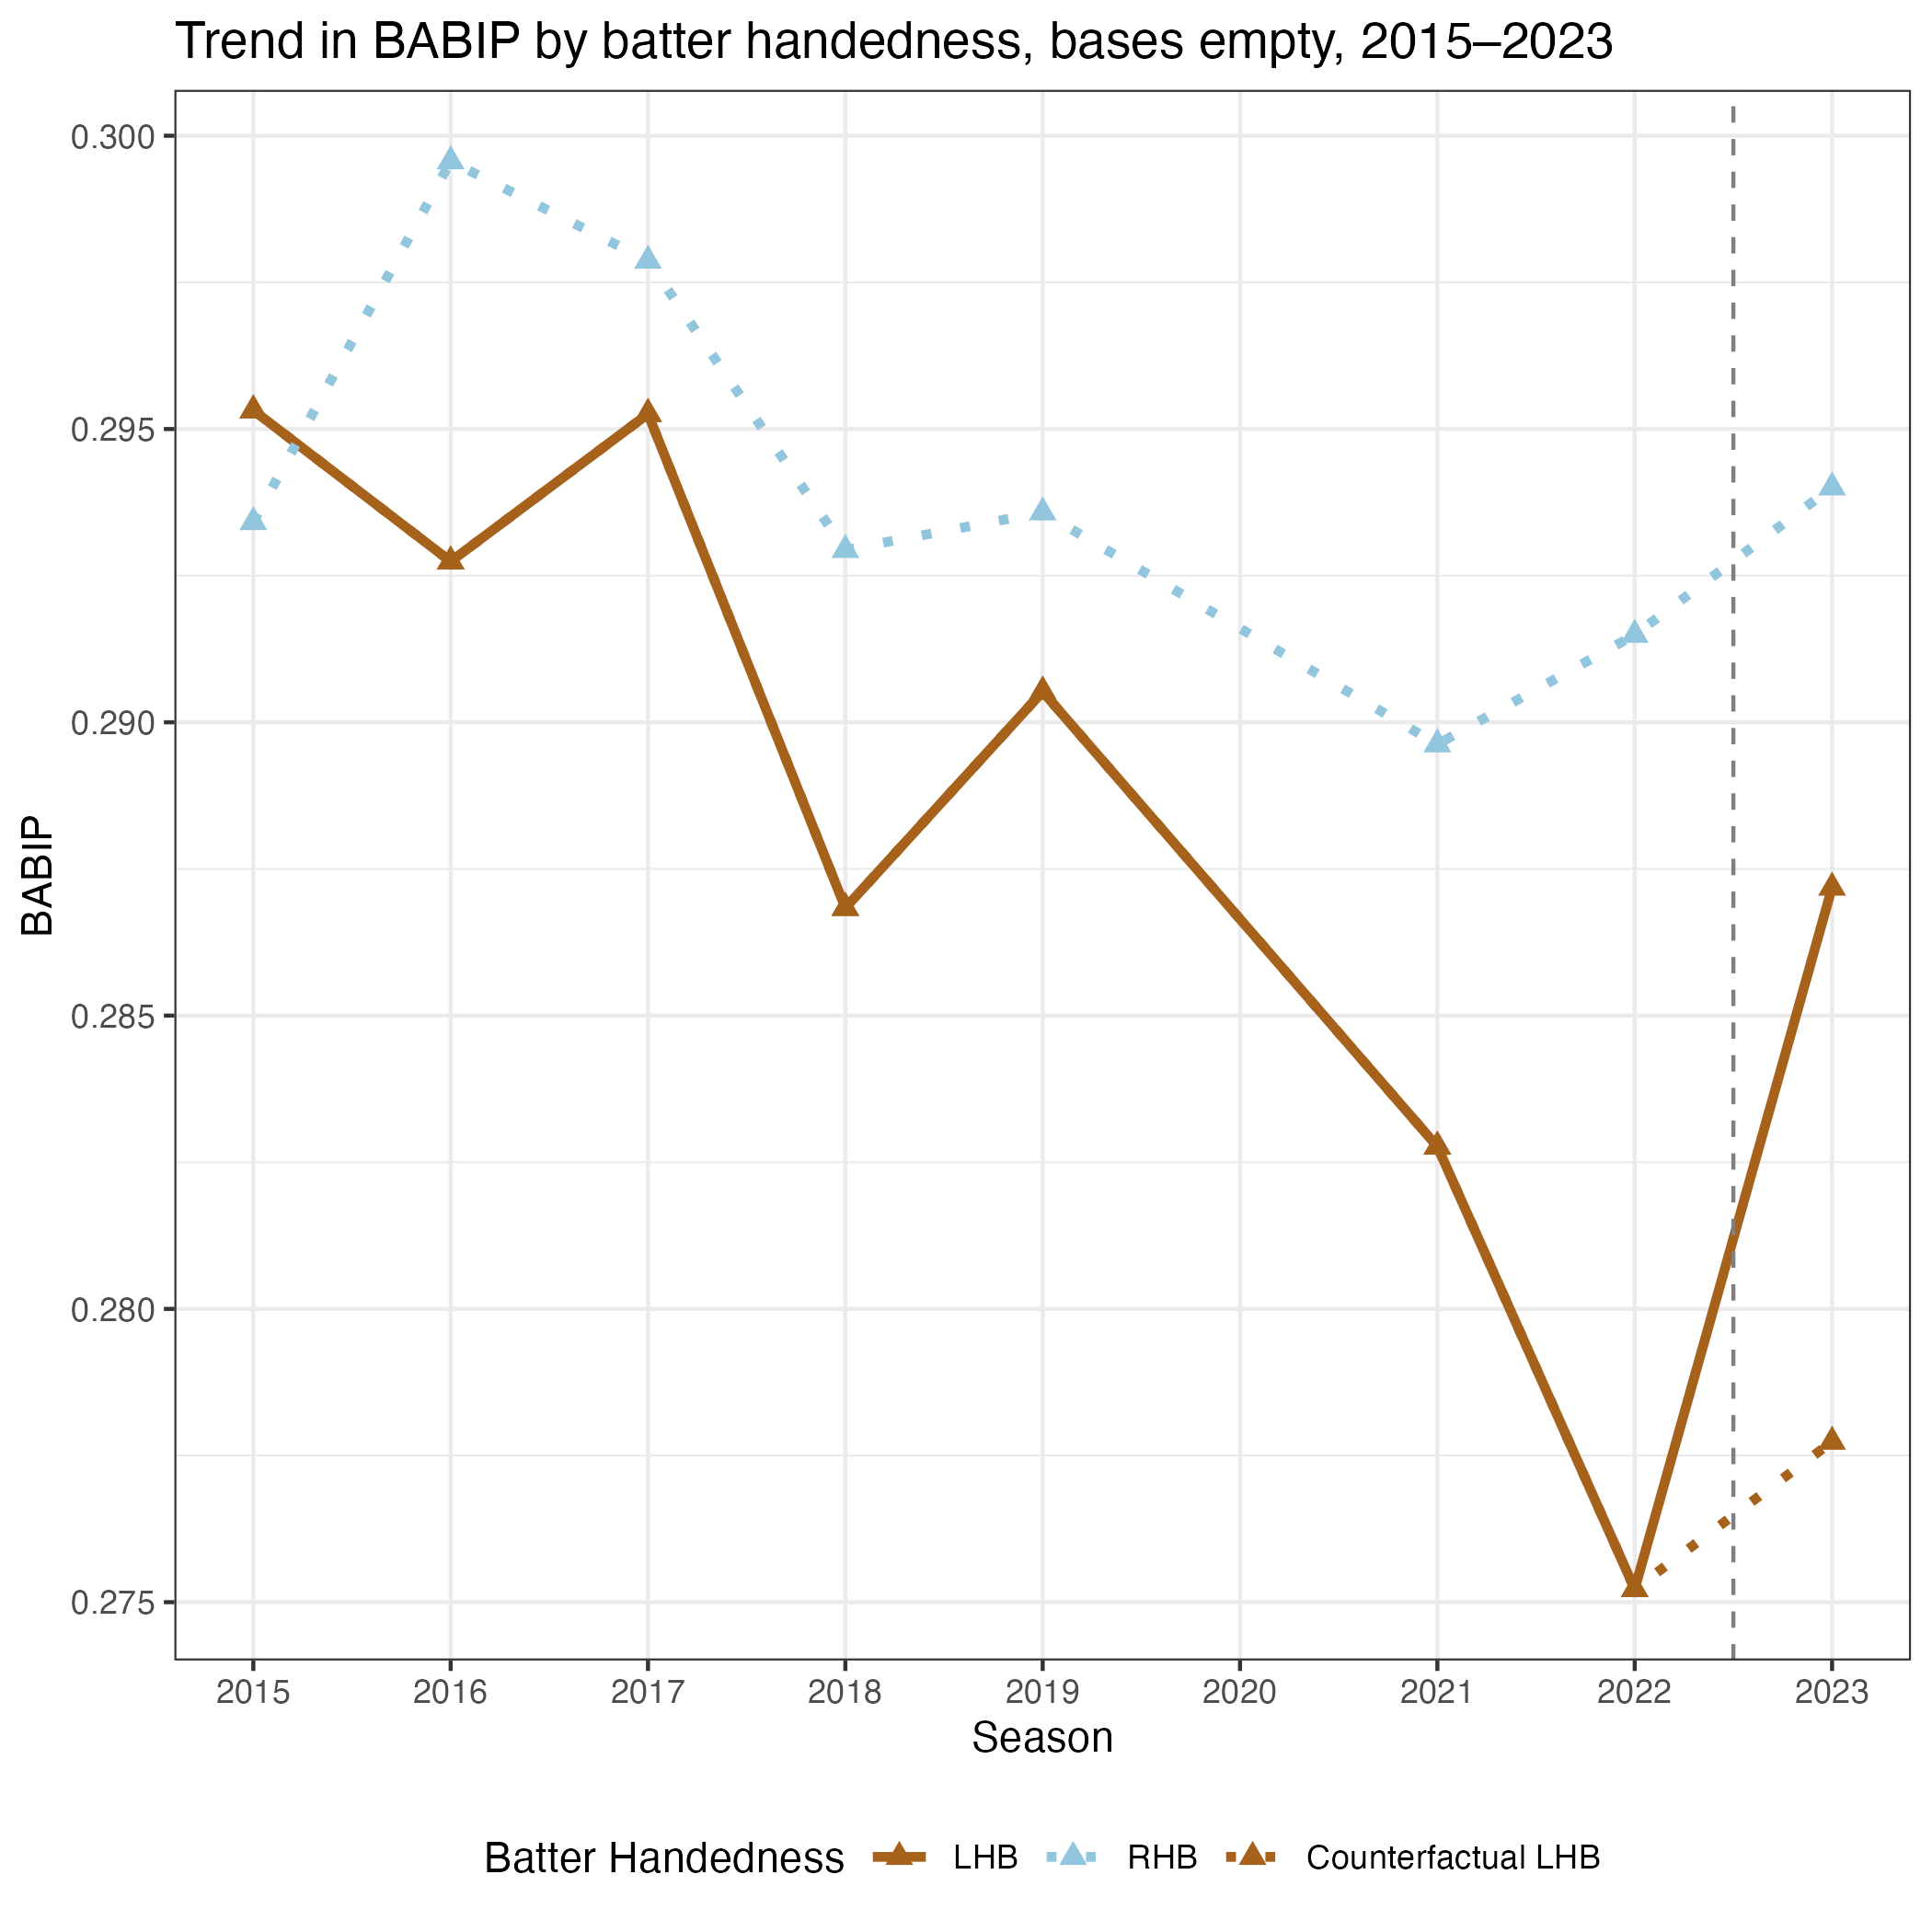 Trend in BABIP by batter handedness, bases empty, 2015–2023
0.300
0.295
0.290
0.285
0.280
0.275
BABIP
2015 2016 2017 2018 2019 2020 2021 2022 2023
Season
Batter Handedness LHB RHB Counterfactual LHB